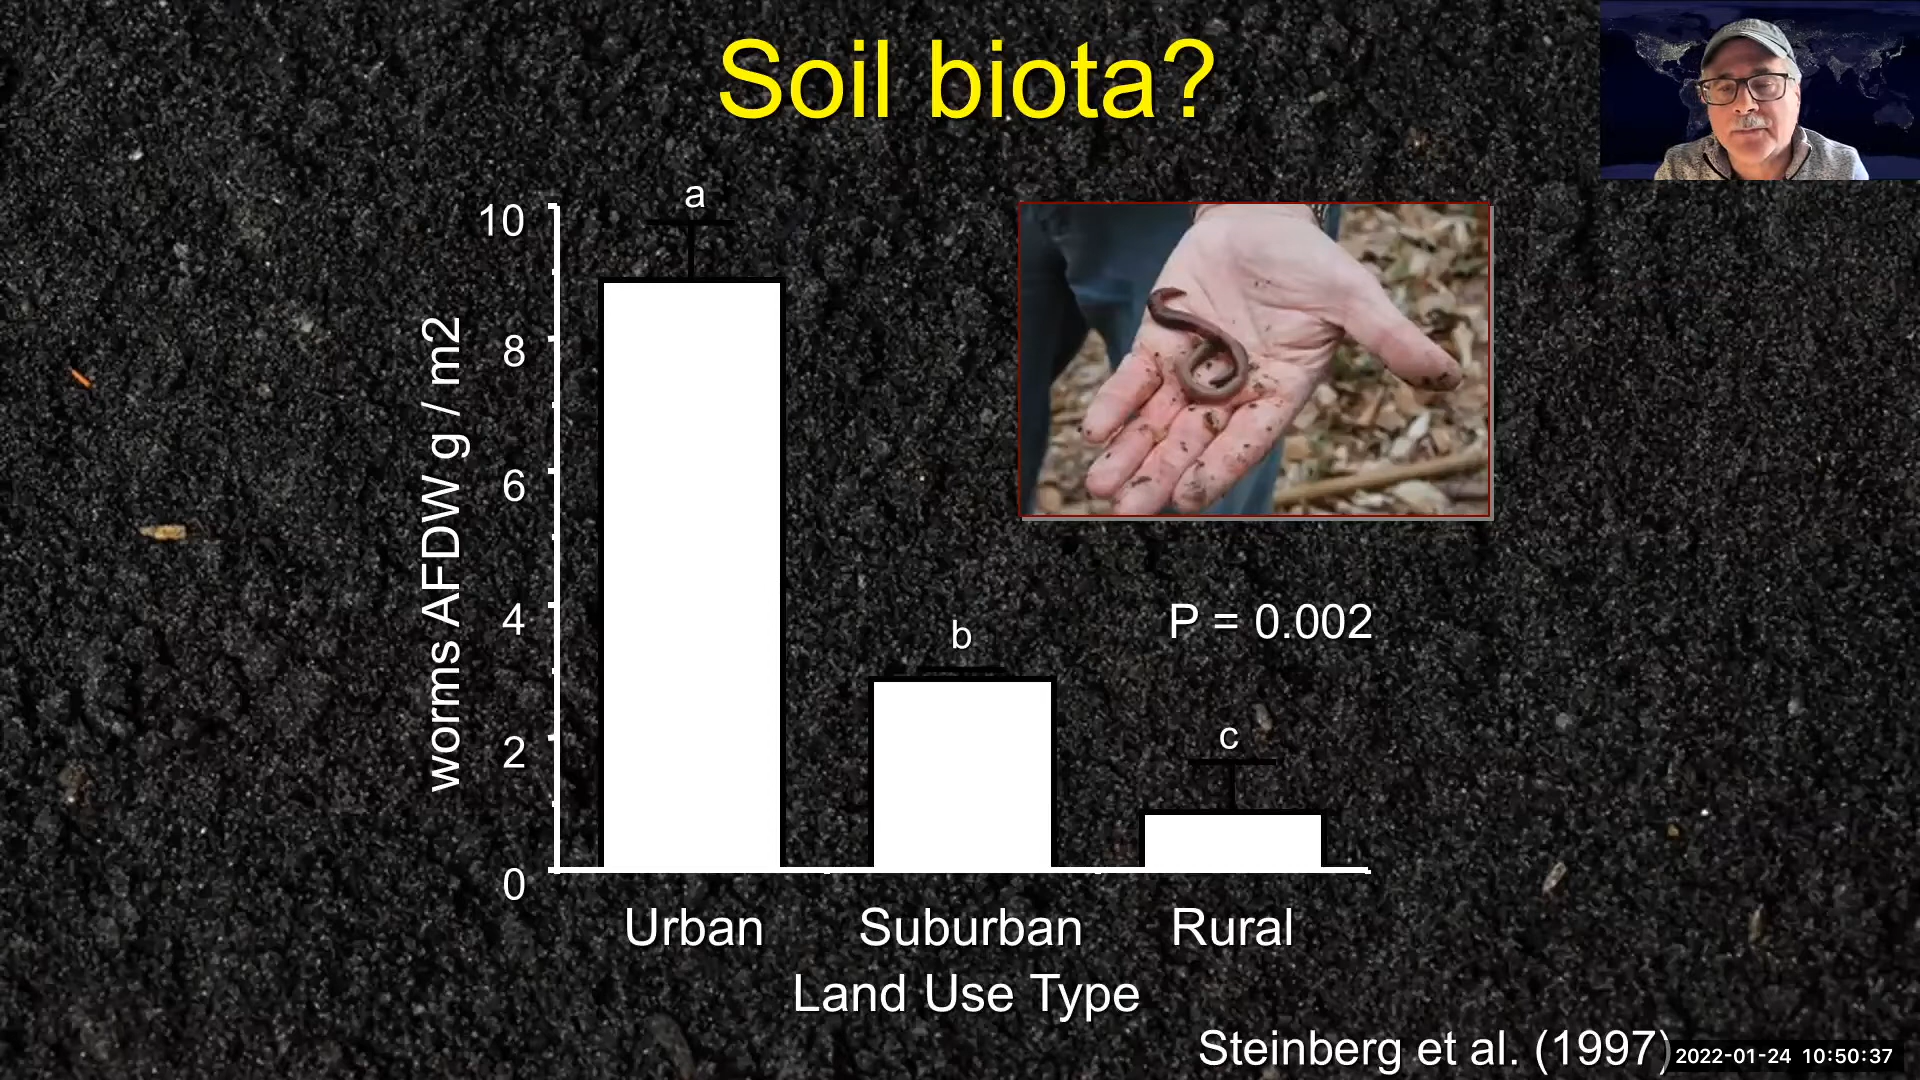 Soil biota?
a
10
8
6
4
2
0
worms AFDW g / m2
b
P = 0.002
c
Urban
Suburban
Rural
Land Use Type
Steinberg et al. (1997)
2022-01-24 10:50:37